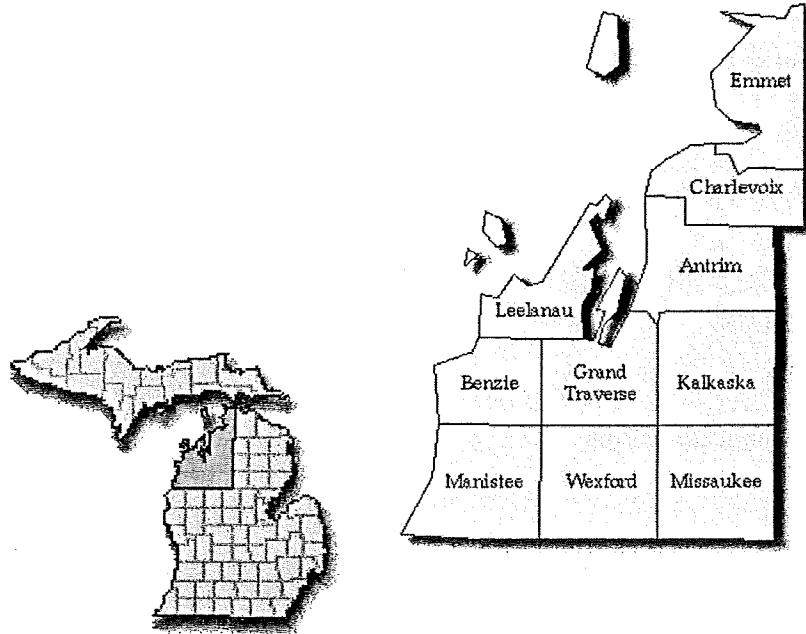 Emmet
Charlevoix
Antrim
Leelanau
Benzie
Grand
Traverse
Kalkaska
Manistee
Wexford
Missaukee